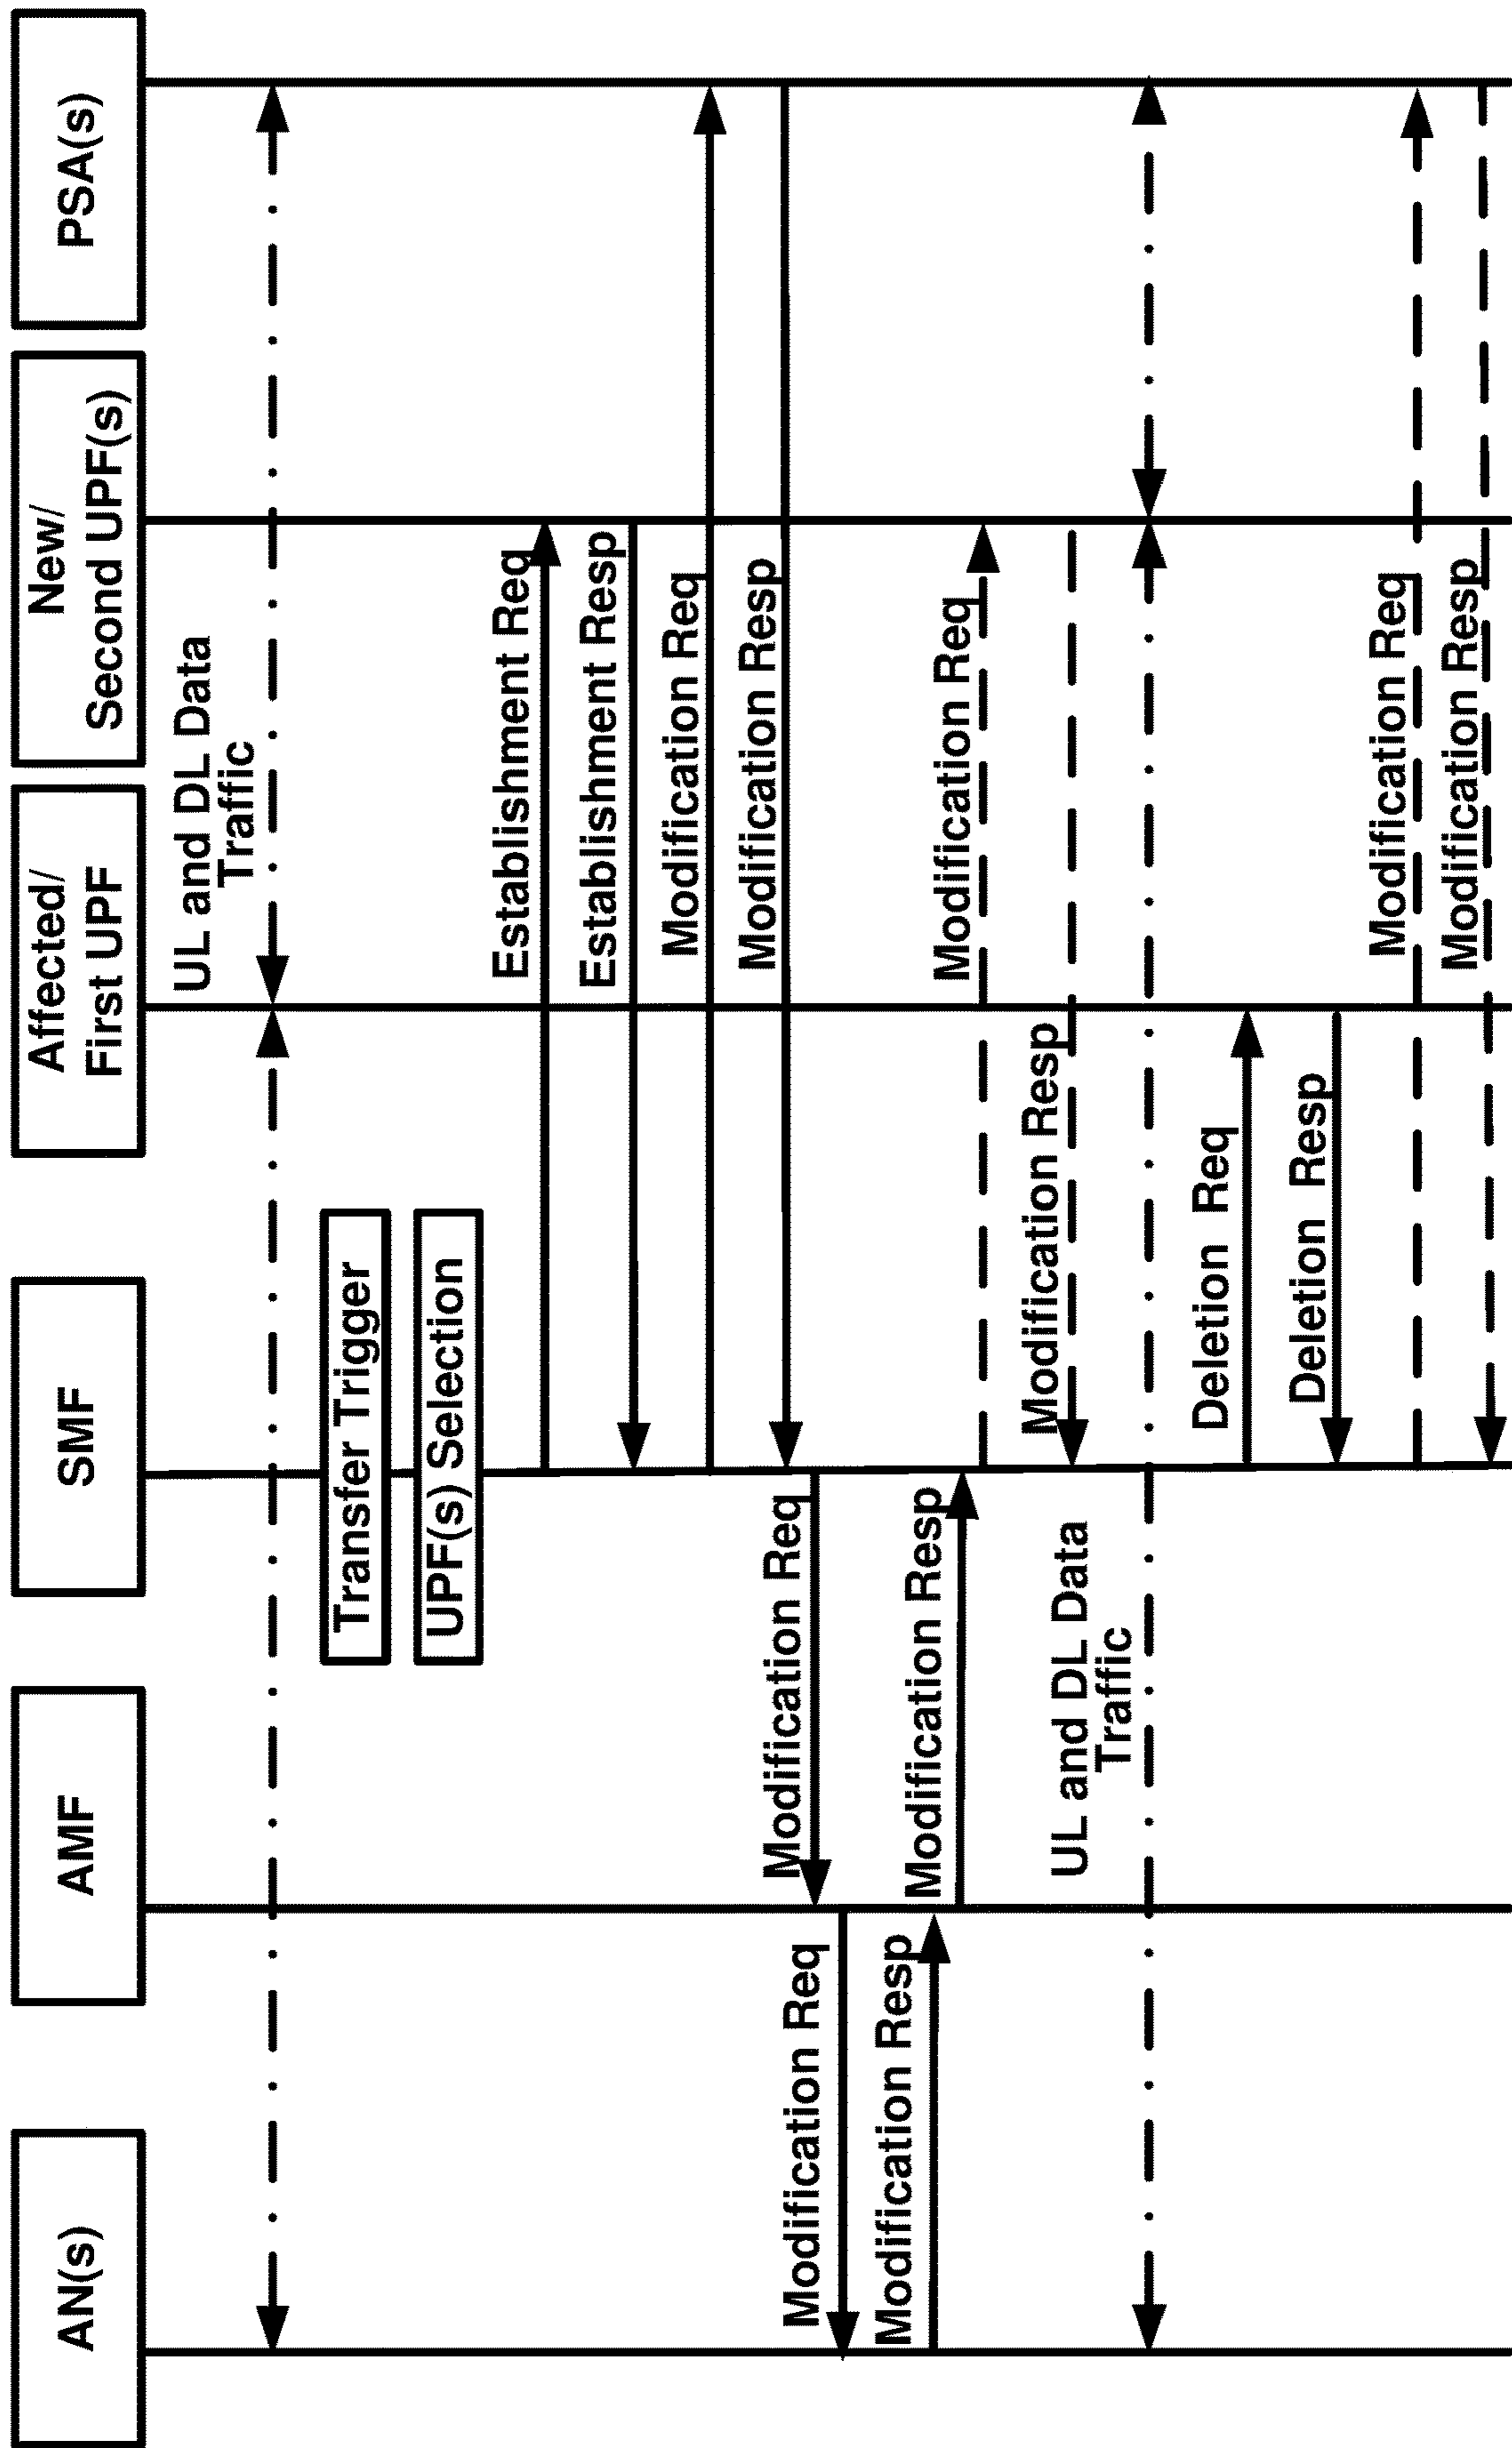 AN(s)
AMF
SMF
Affected/
First UPF
New/
Second UPF(s)
PSA(s)
UL and DL Data
Traffic
Transfer Trigger
UPF(s) Selection
Establishment Req
Establishment Resp
Modification Req
Modification Resp
Modification Req
Modification Req
Modification Resp
Modification Resp
Modification Req
Modification Resp
UL and DL Data
Traffic
Deletion Req
Deletion Resp
Modification Req
Modification Resp